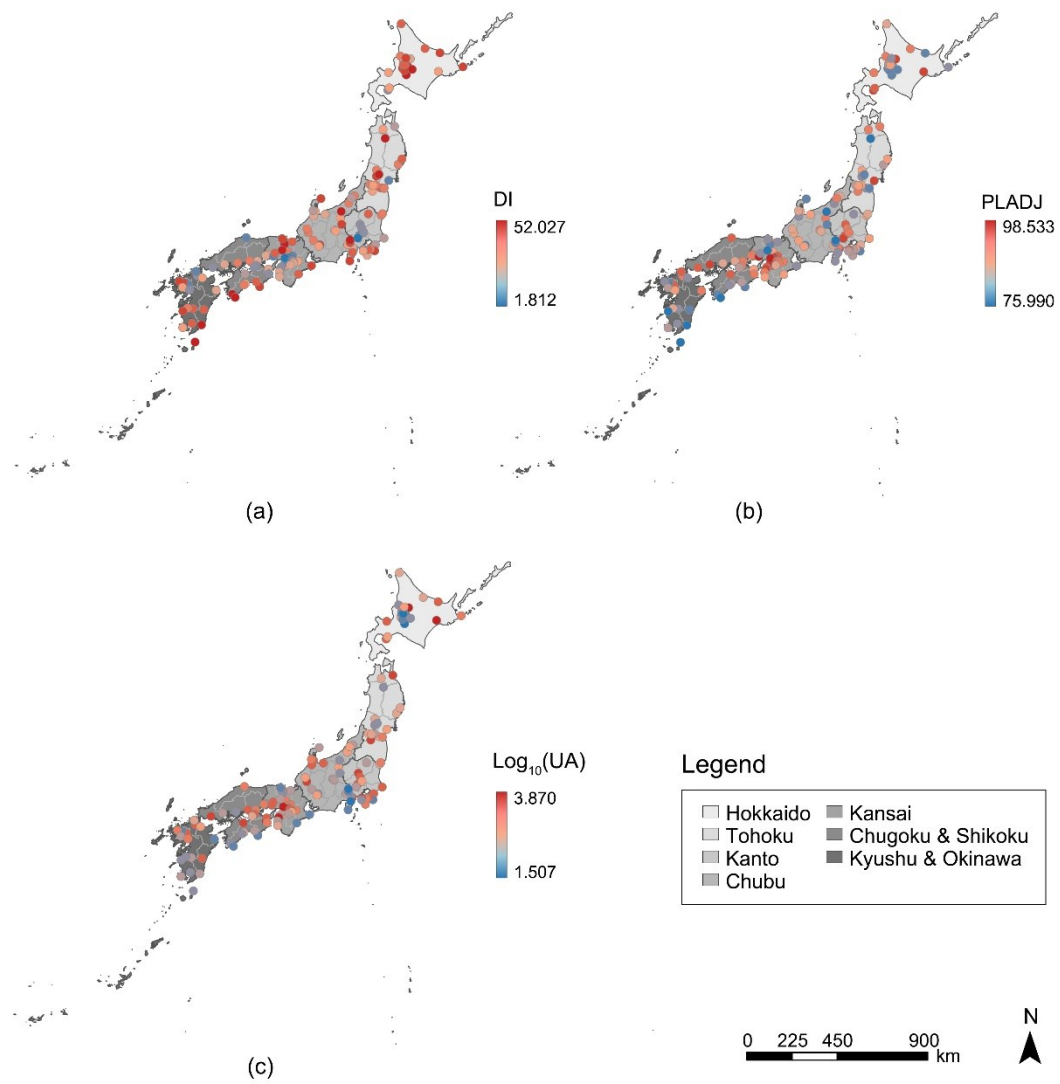 DI
52.027
1.812
(a)
PLADJ
98.533
75.990
(b)
Log₁₀(UA)
3.870
1.507
(c)
Legend
Hokkaido Kansai
Tohoku Chugoku & Shikoku
Kanto Kyushu & Okinawa
Chubu
0 225 450 900
km
N